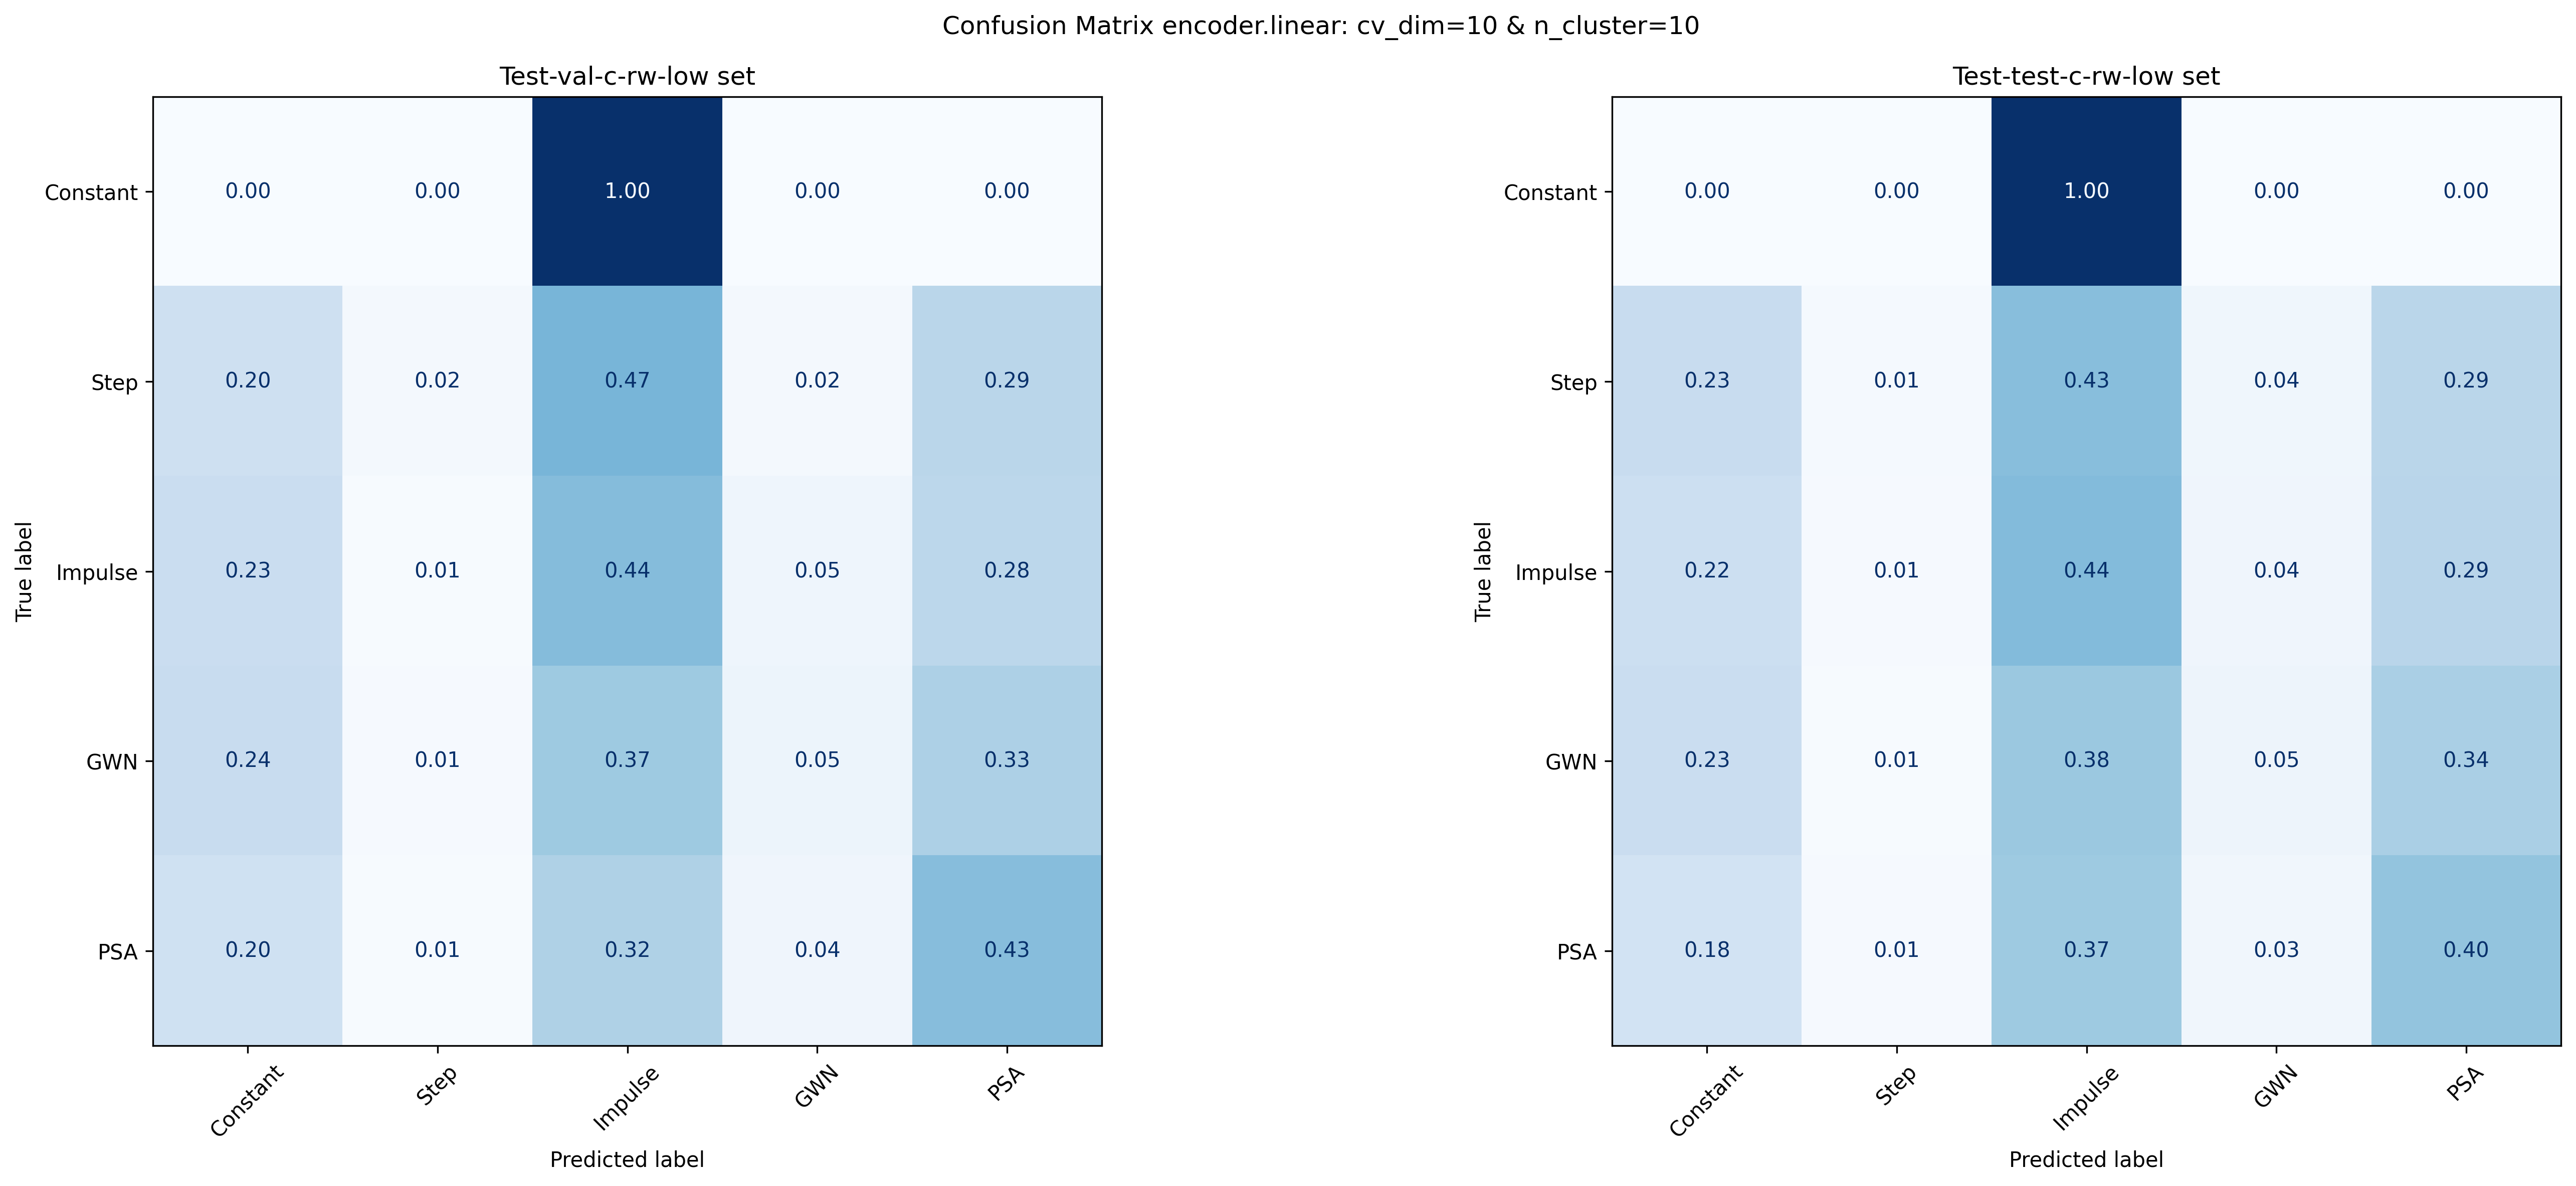 Confusion Matrix encoder.linear: cv_dim=10 & n_cluster=10
Test-val-c-rw-low set
True label
Constant 0.00 0.00 1.00 0.00 0.00
Step 0.20 0.02 0.47 0.02 0.29
Impulse 0.23 0.01 0.44 0.05 0.28
GWN 0.24 0.01 0.37 0.05 0.33
PSA 0.20 0.01 0.32 0.04 0.43
Constant Step Impulse GWN PSA
Predicted label
Test-test-c-rw-low set
True label
Constant 0.00 0.00 1.00 0.00 0.00
Step 0.23 0.01 0.43 0.04 0.29
Impulse 0.22 0.01 0.44 0.04 0.29
GWN 0.23 0.01 0.38 0.05 0.34
PSA 0.18 0.01 0.37 0.03 0.40
Constant Step Impulse GWN PSA
Predicted label